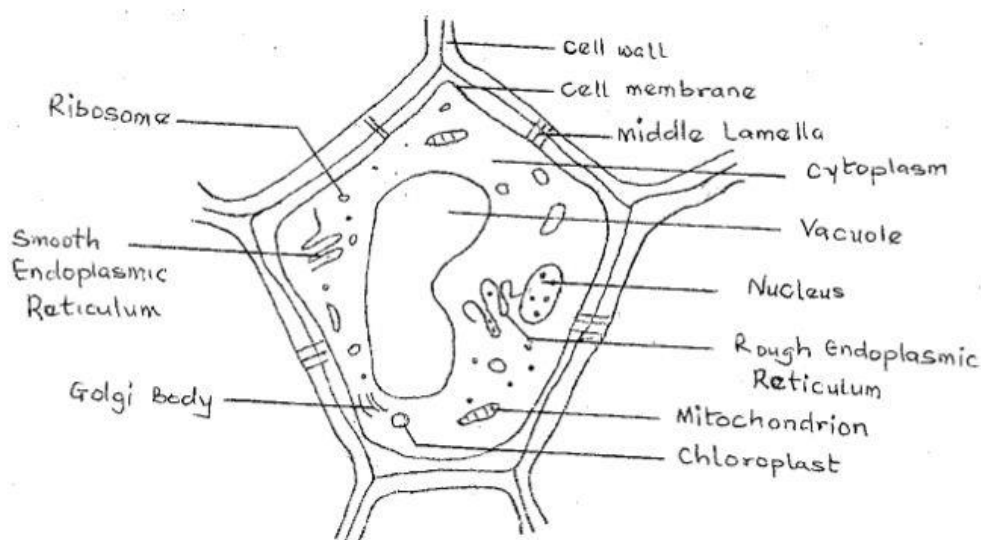 Cell wall
Cell membrane
Ribosome
Middle Lamella
Cytoplasm
Vacuole
Smooth
Endoplasmic
Reticulum
Nucleus
Rough Endoplasmic
Reticulum
Golgi Body
Mitochondrion
Chloroplast